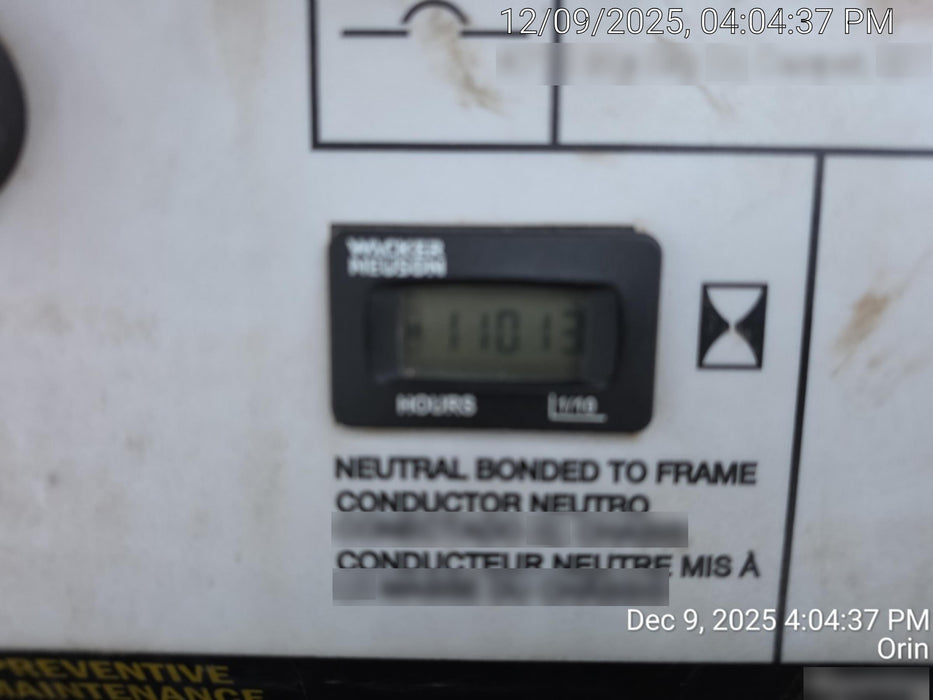 12/09/2025, 04:04:37 PM
WACKER
NEUSON
11013
HOURS
1/10
NEUTRAL BONDED TO FRAME
CONDUCTOR NEUTRO
CONDUCTEUR NEUTRE MIS À
Dec 9, 2025 4:04:37 PM
Orin
PREVENTIVE
MAINTENANCE